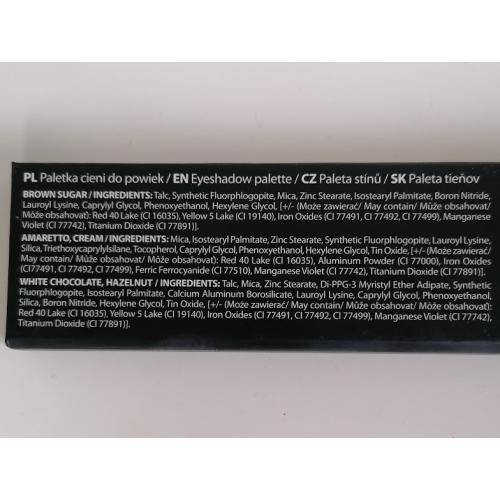 PL Paletka cieni do powiek / EN Eyeshadow palette / CZ Paleta stínů / SK Paleta tieňov
BROWN SUGAR / INGREDIENTS: Talc, Synthetic Fluorphlogopite, Mica, Zinc Stearate, Isostearyl Palmitate, Boron Nitride,
Lauroyl Lysine, Caprylyl Glycol, Phenoxyethanol, Hexylene Glycol, [+/- (Może zawierać/ May contain/ Může obsahovat/
Môže obsahovať): Red 40 Lake (CI 16035), Yellow 5 Lake (CI 19140), Iron Oxides (CI 77491, CI 77492, CI 77499), Manganese
Violet (CI 77742), Titanium Dioxide (CI 77891)].
AMARETTO, CREAM / INGREDIENTS: Mica, Isostearyl Palmitate, Zinc Stearate, Synthetic Fluorphlogopite, Lauroyl Lysine,
Silica, Triethoxycaprylylsilane, Tocopherol, Caprylyl Glycol, Phenoxyethanol, Hexylene Glycol, Tin Oxide, [+/- (Może zawierać/
May contain/ Může obsahovat/ Môže obsahovať): Red 40 Lake (CI 16035), Aluminum Powder (CI 77000), Iron Oxides
(CI77491, CI 77492, CI 77499), Ferric Ferrocyanide (CI 77510), Manganese Violet (CI 77742), Titanium Dioxide (CI 77891)].
WHITE CHOCOLATE, HAZELNUT / INGREDIENTS: Talc, Mica, Zinc Stearate, Di-PPG-3 Myristyl Ether Adipate, Synthetic
Fluorphlogopite, Isostearyl Palmitate, Calcium Aluminum Borosilicate, Lauroyl Lysine, Caprylyl Glycol, Phenoxyethanol,
Silica, Boron Nitride, Hexylene Glycol, Tin Oxide, [+/- (Może zawierać/ May contain/ Může obsahovat/ Môže obsahovať):
Red 40 Lake (CI 16035), Yellow 5 Lake (CI 19140), Iron Oxides (CI 77491, CI 77492, CI 77499), Manganese Violet (CI 77742),
Titanium Dioxide (CI 77891)].